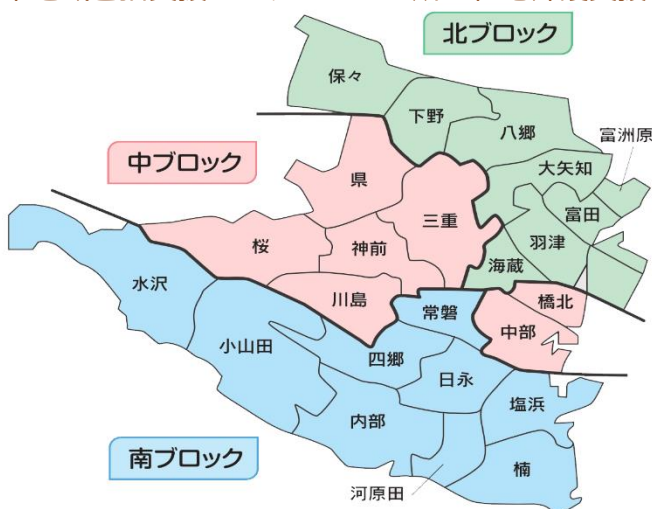 北ブロック
保々
下野
八郷
富洲原
大矢知
中ブロック
県
富田
三重
桜
神前
羽津
海蔵
水沢
川島
常磐
橋北
中部
小山田
四郷
日永
塩浜
内部
南ブロック
楠
河原田